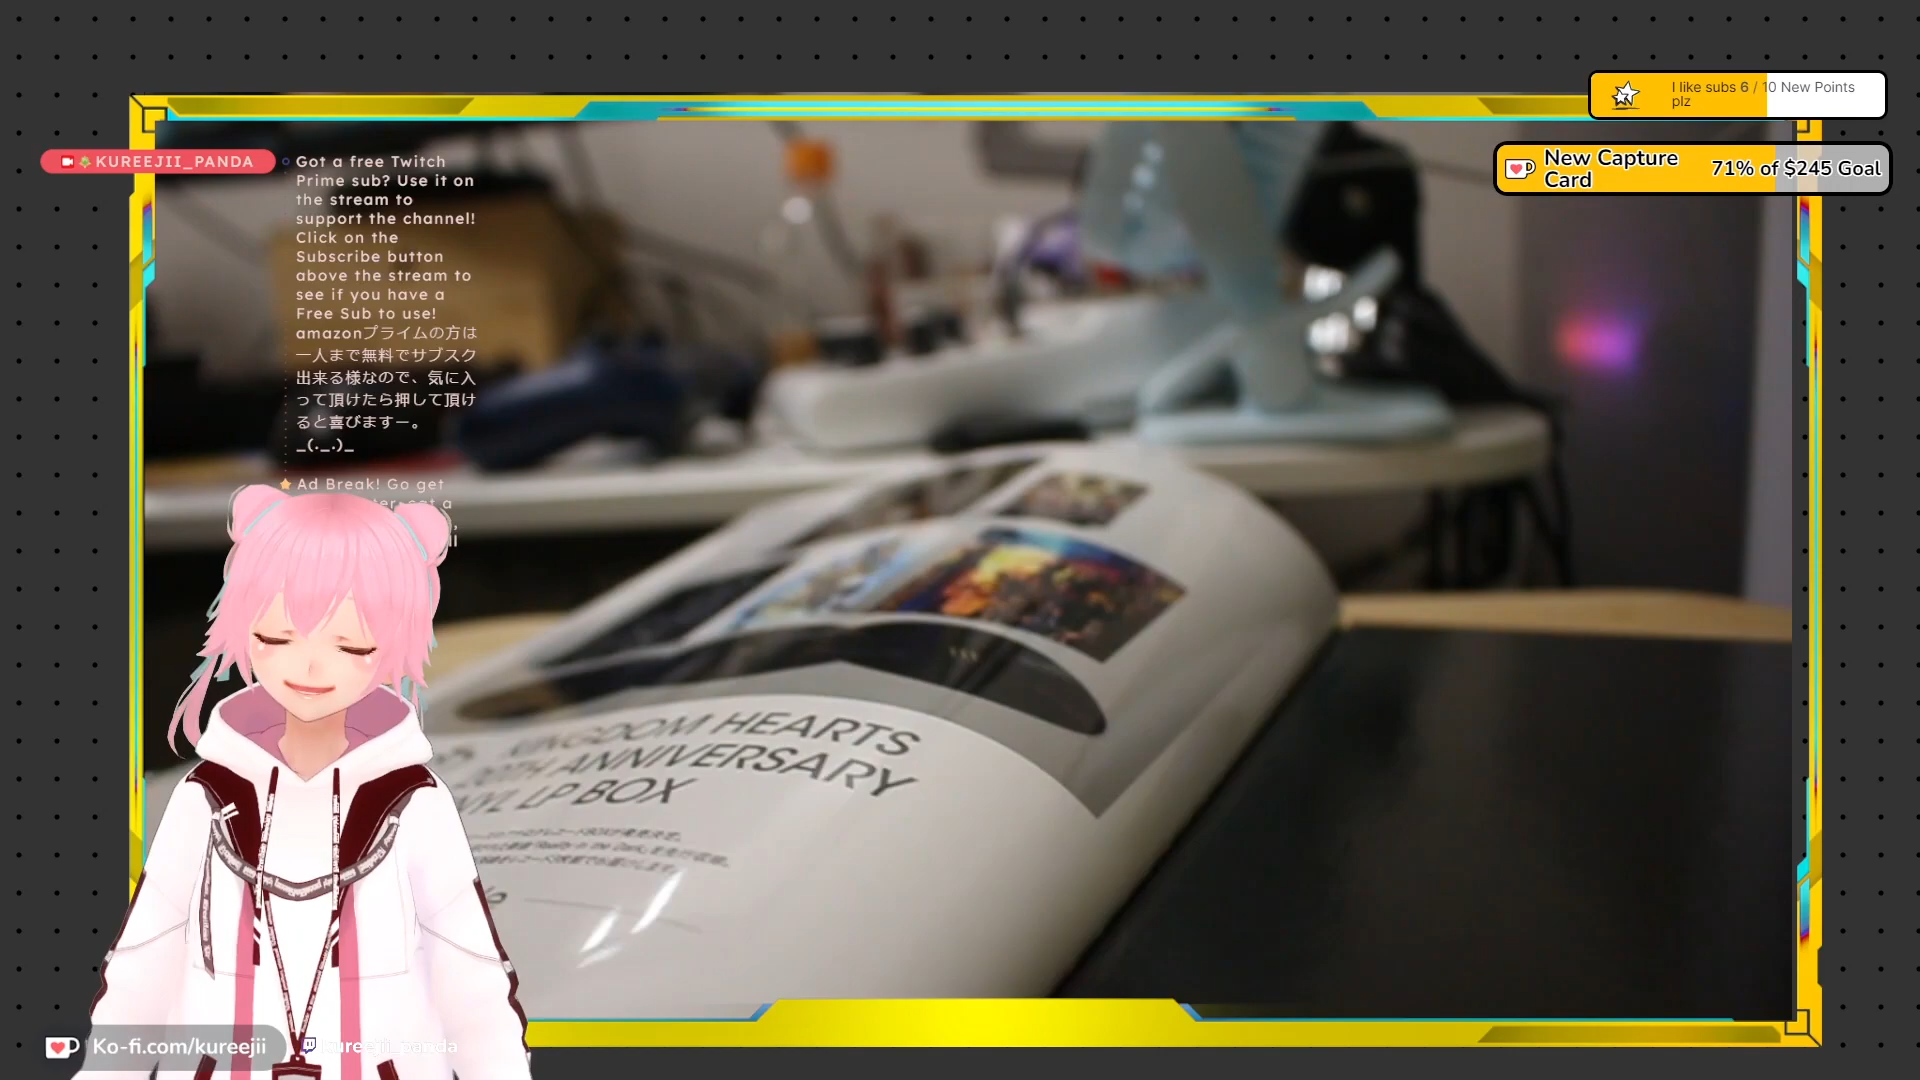 I like subs 6 / 10 New Points
plz
New Capture
Card
71% of $245 Goal
KUREEJII_PANDA
Got a free Twitch
Prime sub? Use it on
the stream to
support the channel!
Click on the
Subscribe button
above the stream to
see if you have a
Free Sub to use!
amazonプライムの方は
一人まで無料でサブスク
出来る様なので、気に入
って頂けたら押して頂け
ると喜びますー。
_(._.)_
Ad Break! Go get
KINGDOM HEARTS
20TH ANNIVERSARY
LP BOX
Ko-fi.com/kureejii
kureejii_panda